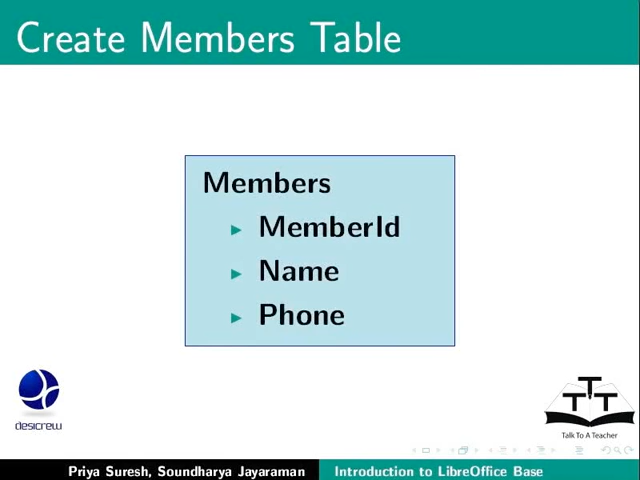 Create Members Table
Members
MemberId
Name
Phone
desicrew
TTT
Talk To A Teacher
Priya Suresh, Soundharya Jayaraman
Introduction to LibreOffice Base